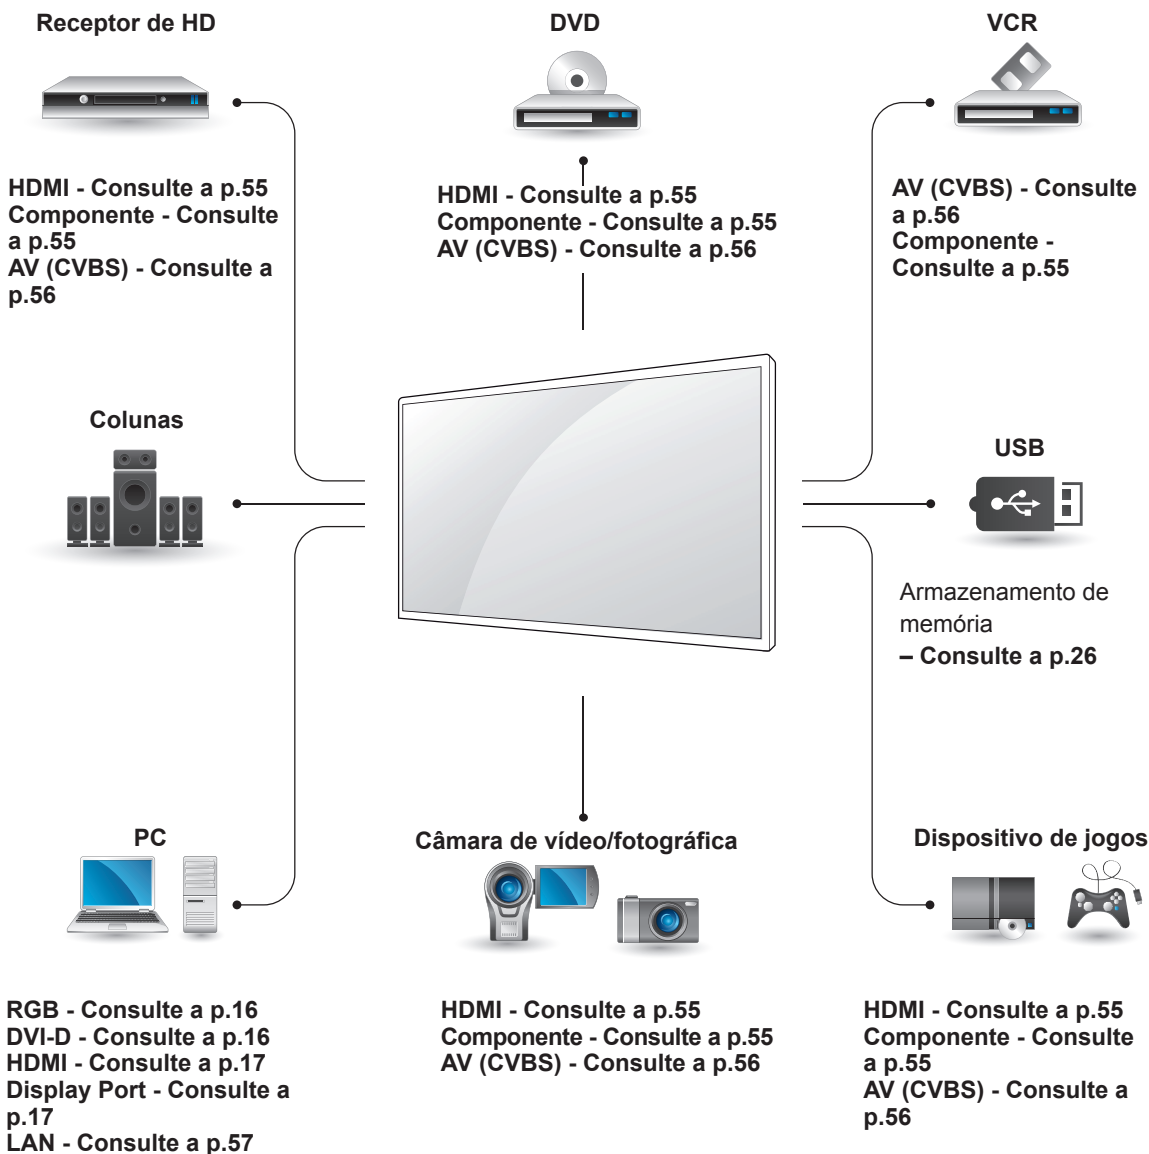 Receptor de HD
HDMI - Consulte a p.55
Componente - Consulte
a p.55
AV (CVBS) - Consulte a
p.56
DVD
HDMI - Consulte a p.55
Componente - Consulte a p.55
AV (CVBS) - Consulte a p.56
VCR
AV (CVBS) - Consulte
a p.56
Componente -
Consulte a p.55
Colunas
USB
Armazenamento de
memória
– Consulte a p.26
PC
RGB - Consulte a p.16
DVI-D - Consulte a p.16
HDMI - Consulte a p.17
Display Port - Consulte a
p.17
LAN - Consulte a p.57
Câmara de vídeo/fotográfica
HDMI - Consulte a p.55
Componente - Consulte a p.55
AV (CVBS) - Consulte a p.56
Dispositivo de jogos
HDMI - Consulte a p.55
Componente - Consulte
a p.55
AV (CVBS) - Consulte a
p.56